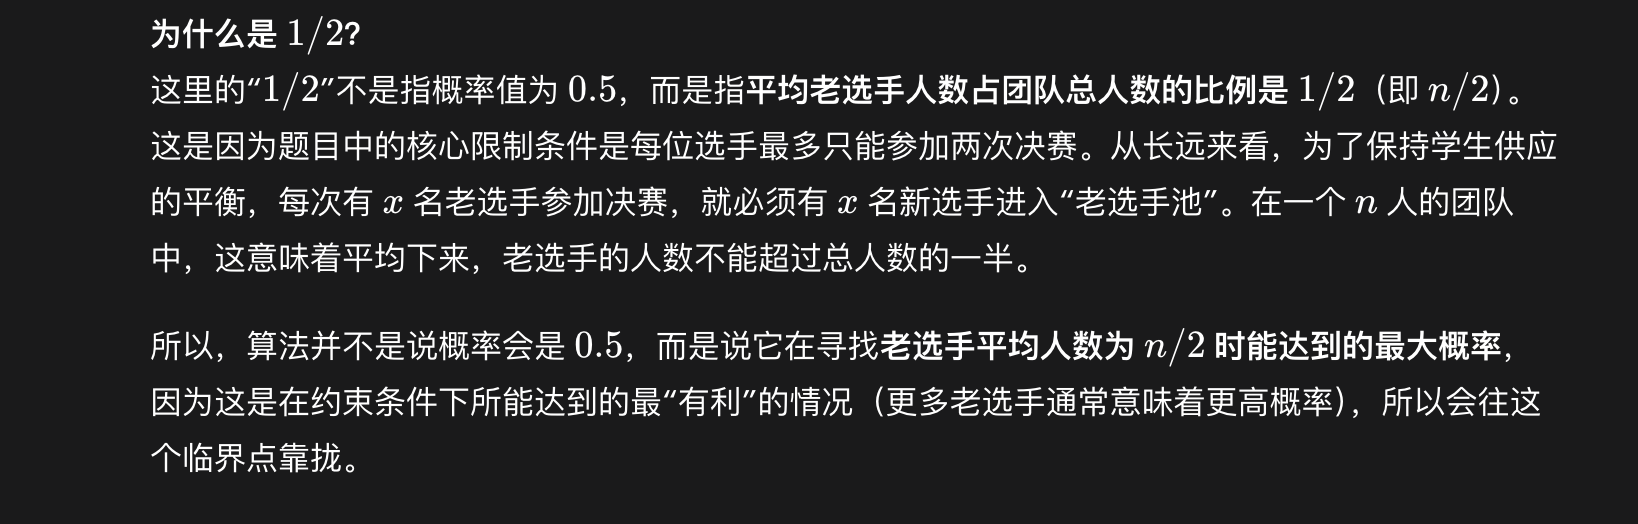 为什么是 1/2?
这里的“1/2”不是指概率值为 0.5，而是指平均老选手人数占团队总人数的比例是 1/2（即 n/2）。
这是因为题目中的核心限制条件是每位选手最多只能参加两次决赛。从长远来看，为了保持学生供应
的平衡，每次有 x 名老选手参加决赛，就必须有 x 名新选手进入“老选手池”。在一个 n 人的团队
中，这意味着平均下来，老选手的人数不能超过总人数的一半。
所以，算法并不是说概率会是 0.5，而是说它在寻找老选手平均人数为 n/2 时能达到的最大概率，
因为这是在约束条件下所能达到的最“有利”的情况（更多老选手通常意味着更高概率），所以会往这
个临界点靠拢。